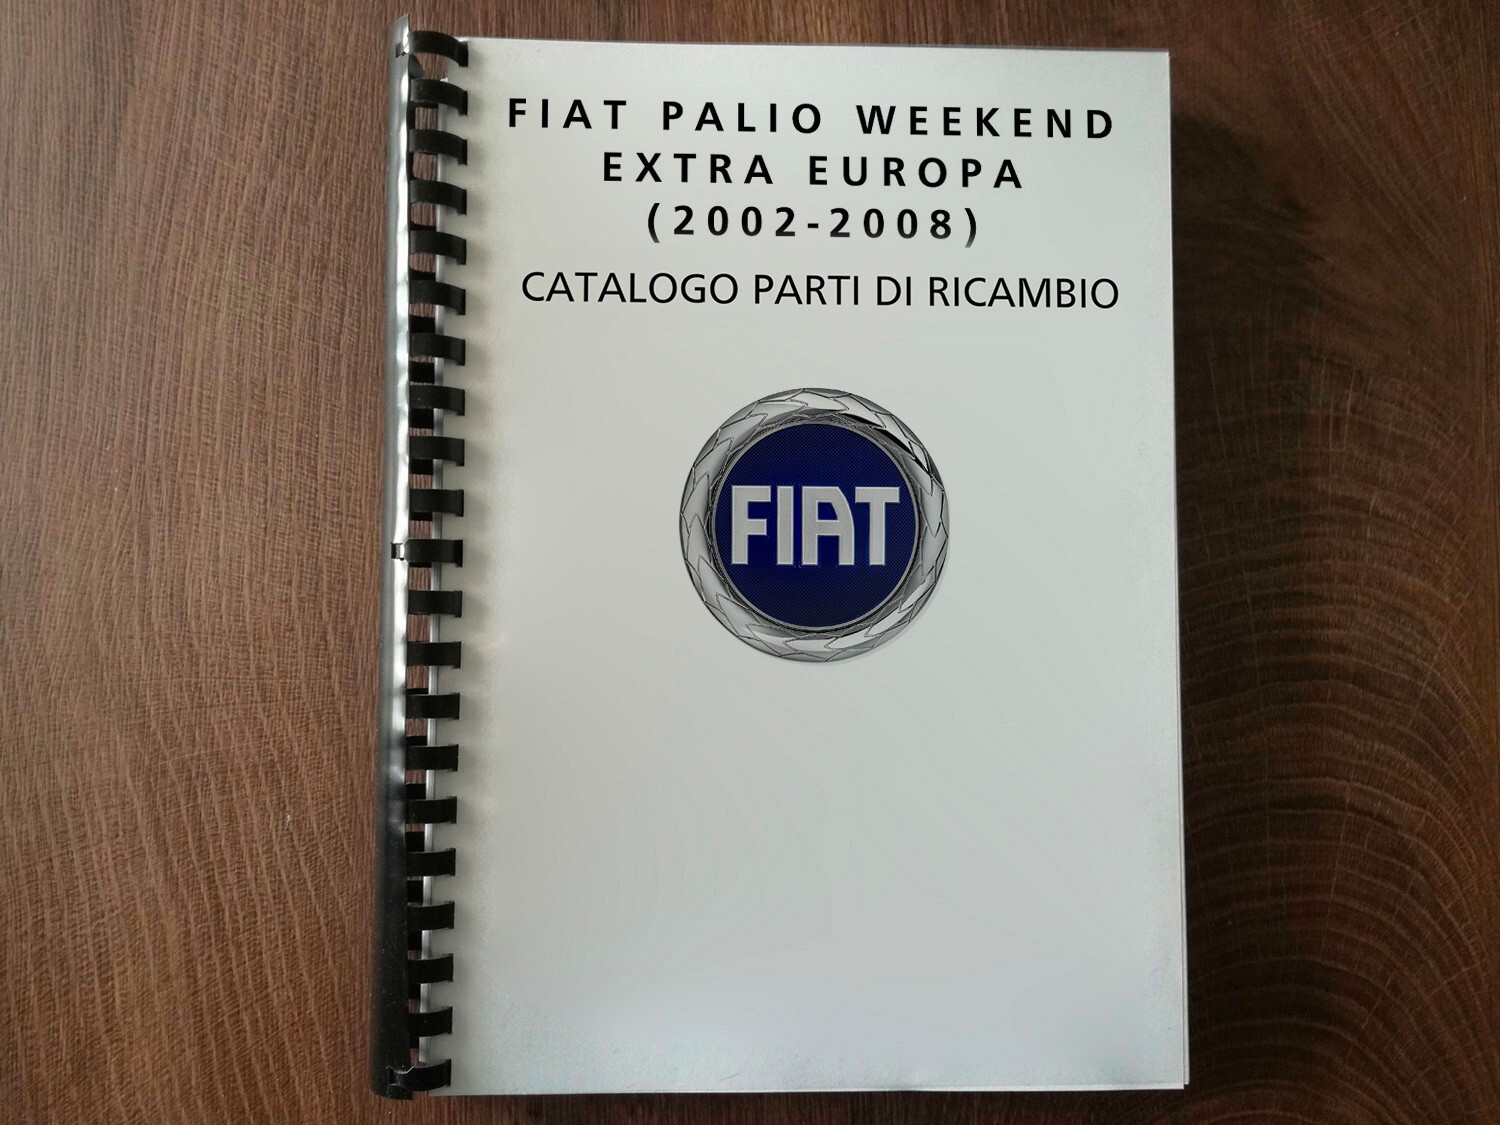 FIAT PALIO WEEKEND
EXTRA EUROPA
(2002-2008)
CATALOGO PARTI DI RICAMBIO
FIAT